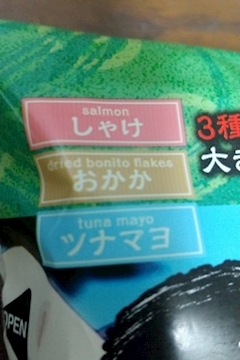 salmon
しゃけ
dried bonito flakes
おかか
tuna mayo
ツナマヨ
3種
大き
OPEN